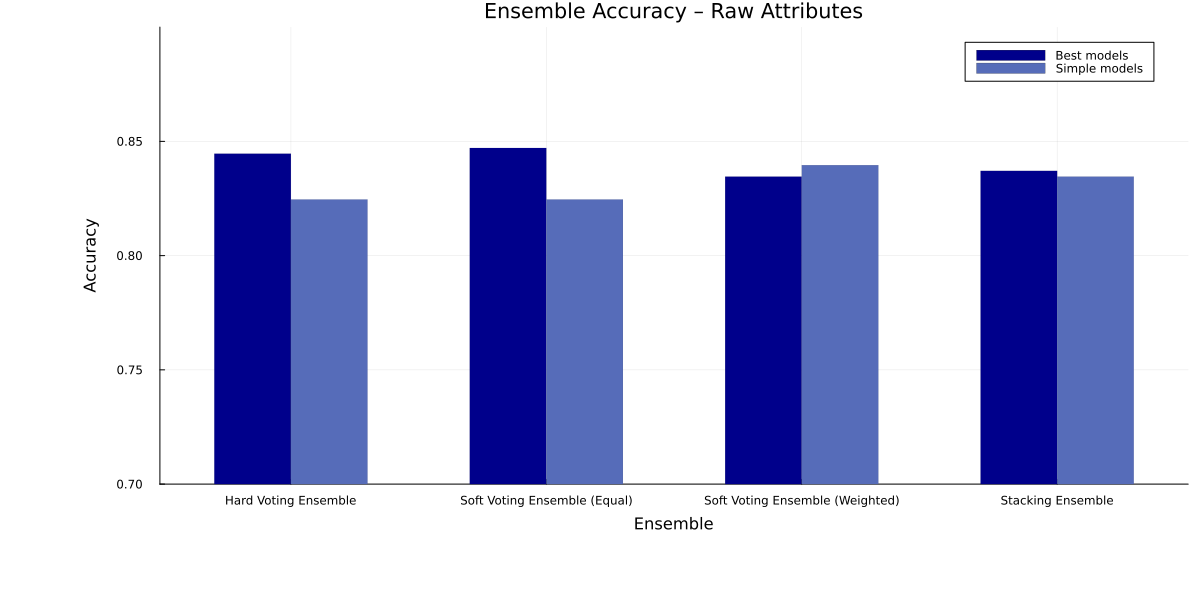 Ensemble Accuracy – Raw Attributes
Best models
Simple models
0.85
0.80
0.75
0.70
Accuracy
Hard Voting Ensemble
Soft Voting Ensemble (Equal)
Soft Voting Ensemble (Weighted)
Stacking Ensemble
Ensemble